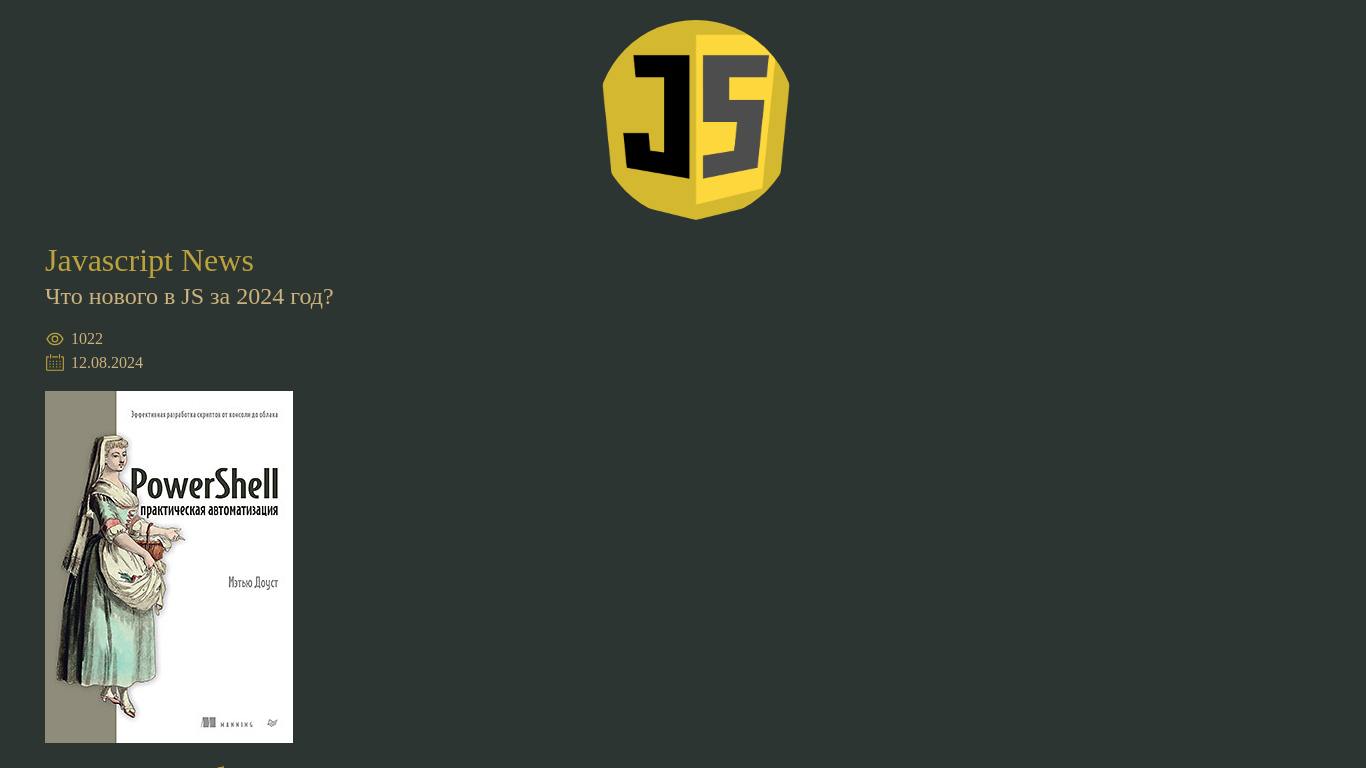 JS
Javascript News
Что нового в JS за 2024 год?
1022
12.08.2024
Эффективная разработка скриптов от консоли до облака
PowerShell
практическая автоматизация
Мэтью Доуст
MANNING